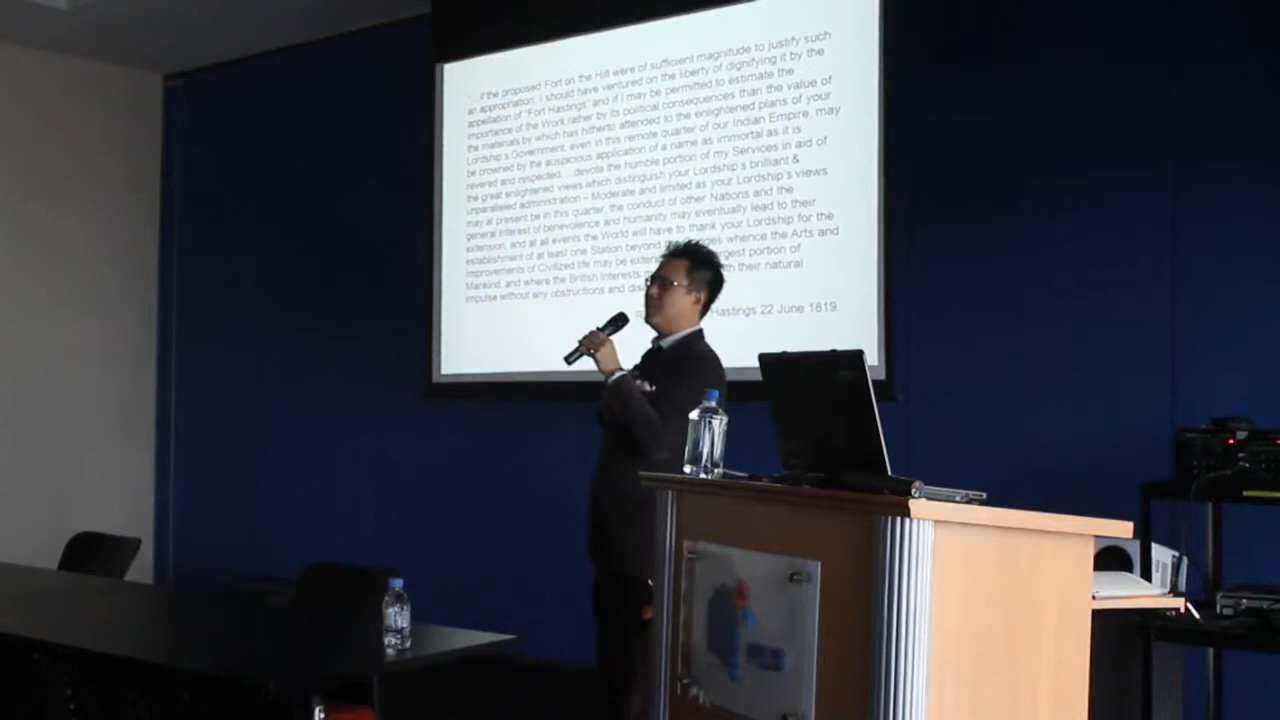 '...if the proposed Fort on the Hill were of sufficient magnitude to justify such
an appropriation, I should have ventured on the liberty of dignifying it by the
appellation of "Fort Hastings" and if I may be permitted to estimate the
importance of the Work rather by its political consequences than the value of
the materials by which has hitherto attended to the enlightened plans of your
Lordship's Government, even in this remote quarter of our Indian Empire, may
be crowned by the auspicious application of a name as immortal as it is
revered and respected... devote the humble portion of my Services in aid of
the great enlightened views which distinguish your Lordship's brilliant &
unparalleled administration – Moderate and limited as your Lordship's views
may at present be in this quarter, the conduct of other Nations and the
general interest of benevolence and humanity may eventually lead to their
extension, and at all events the World will have to thank your Lordship for the
establishment of at least one Station beyond whence the Arts and
Improvements of Civilized life may be portion of
Mankind, and where the British Interests their natural
impulse without any obstructions and
Hastings 22 June 1819.